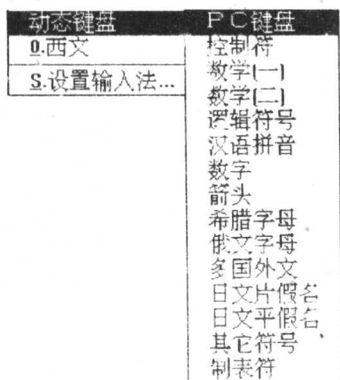 动态键盘
0.西文
S.设置输入法...
PC键盘
控制符
数学(一)
数学(二)
逻辑符号
汉语拼音
数字
箭头
希腊字母
俄文字母
多国外文
日文片假名
日文平假名
其它符号
制表符